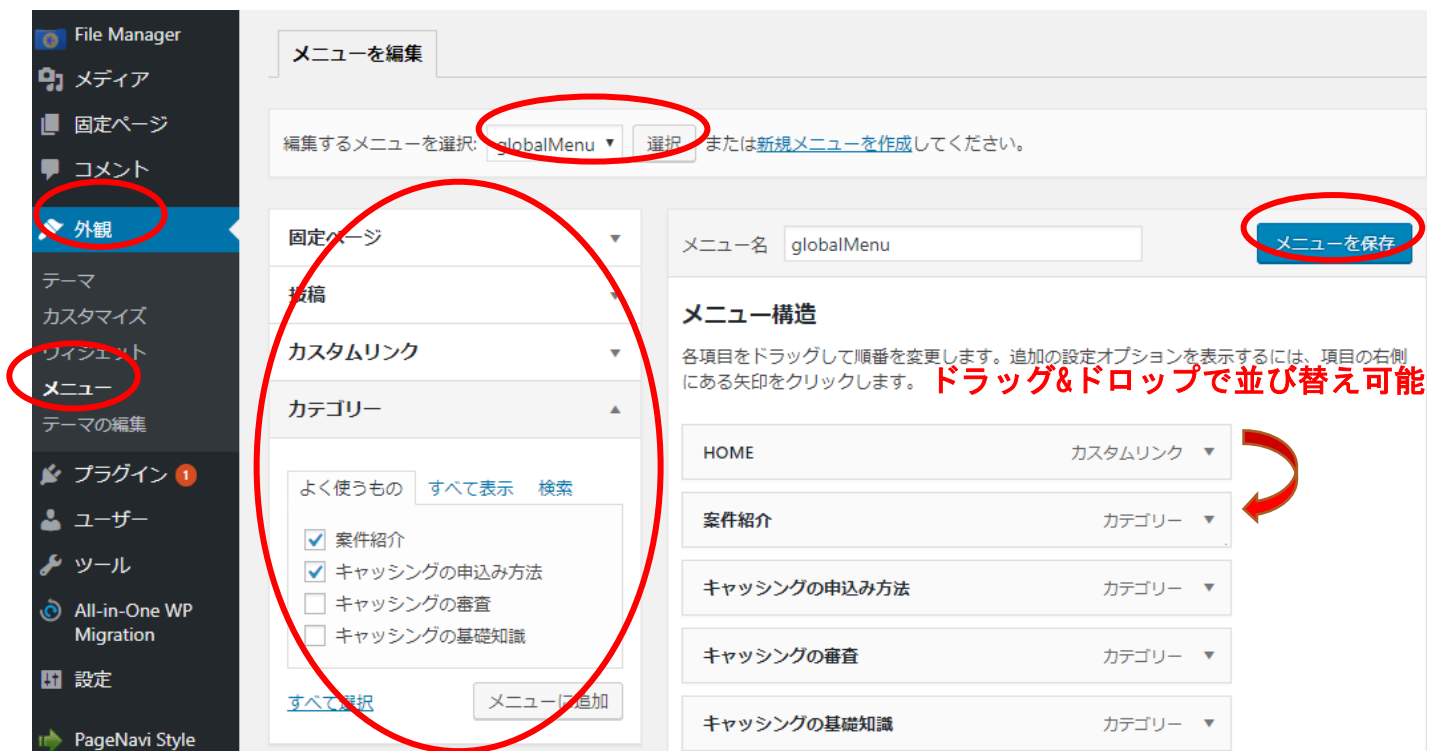 File Manager
メディア
固定ページ
コメント
外観
テーマ
カスタマイズ
ウィジェット
メニュー
テーマの編集
プラグイン 1
ユーザー
ツール
All-in-One WP
Migration
設定
PageNavi Style
メニューを編集
編集するメニューを選択: globalMenu 選択 または新規メニューを作成してください。
固定ページ
投稿
カスタムリンク
カテゴリー
よく使うもの すべて表示 検索
案件紹介
キャッシングの申込み方法
キャッシングの審査
キャッシングの基礎知識
すべて選択 メニューに追加
メニュー名 globalMenu メニューを保存
メニュー構造
各項目をドラッグして順番を変更します。追加の設定オプションを表示するには、項目の右側
にある矢印をクリックします。 ドラッグ&ドロップで並び替え可能
HOME カスタムリンク
案件紹介 カテゴリー
キャッシングの申込み方法 カテゴリー
キャッシングの審査 カテゴリー
キャッシングの基礎知識 カテゴリー